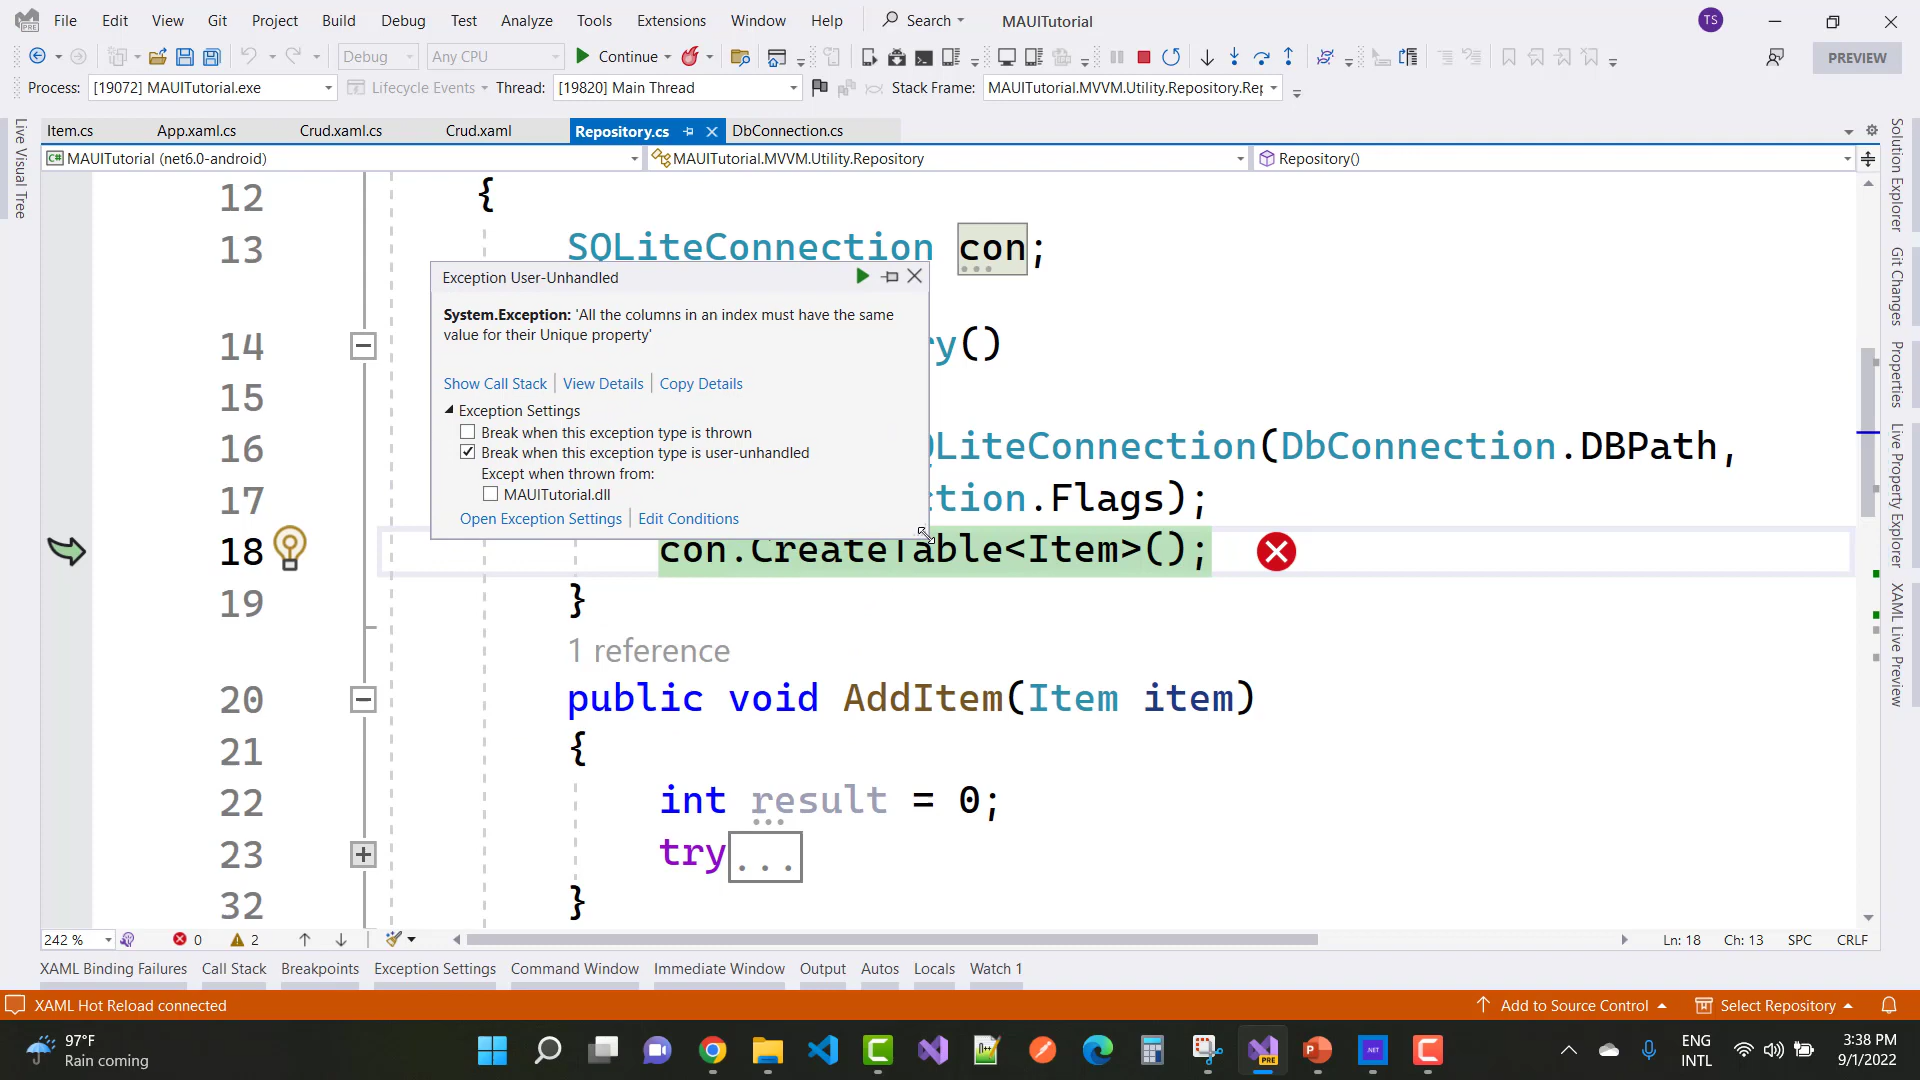 File Edit View Git Project Build Debug Test Analyze Tools Extensions Window Help Search MAUITutorial TS
Debug Any CPU Continue PREVIEW
Process: [19072] MAUITutorial.exe Lifecycle Events Thread: [19820] Main Thread Stack Frame: MAUITutorial.MVVM.Utility.Repository.Rep
Item.cs App.xaml.cs Crud.xaml.cs Crud.xaml Repository.cs DbConnection.cs
MAUITutorial (net6.0-android) MAUITutorial.MVVM.Utility.Repository Repository()
Live Visual Tree
12 {
13 SQLiteConnection con;
Exception User-Unhandled
System.Exception: 'All the columns in an index must have the same
value for their Unique property'
Show Call Stack View Details Copy Details
Exception Settings
Break when this exception type is thrown
Break when this exception type is user-unhandled
Except when thrown from:
MAUITutorial.dll
Open Exception Settings Edit Conditions
14 ry()
15
16 QLiteConnection(DbConnection.DBPath,
17 ction.Flags);
18 con.CreateTable<Item>();
19 }
1 reference
20 public void AddItem(Item item)
21 {
22 int result = 0;
23 try...
32 }
Solution Explorer
Git Changes
Properties
Live Property Explorer
XAML Live Preview
242 % 0 2 Ln: 18 Ch: 13 SPC CRLF
XAML Binding Failures Call Stack Breakpoints Exception Settings Command Window Immediate Window Output Autos Locals Watch 1
XAML Hot Reload connected Add to Source Control Select Repository
97°F
Rain coming
PRE
.NET
ENG
INTL
3:38 PM
9/1/2022